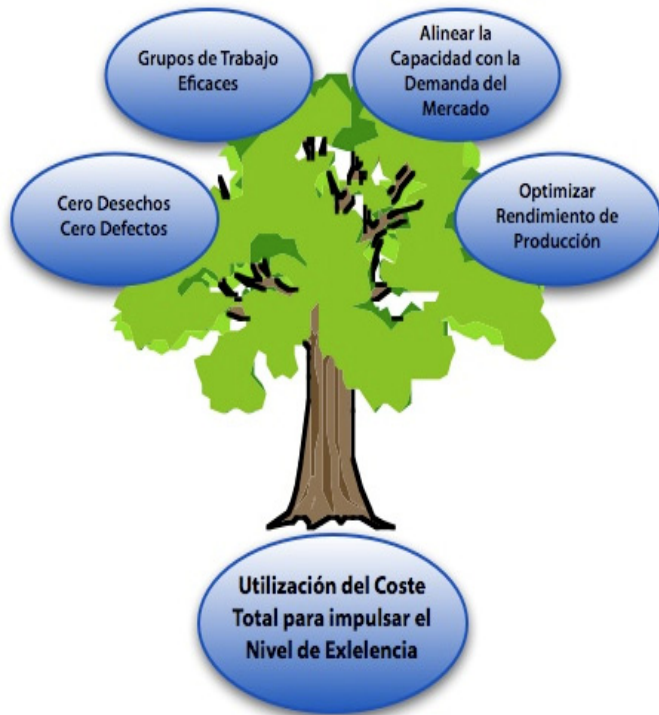 Grupos de Trabajo
Eficaces
Alinear la
Capacidad con la
Demanda del
Mercado
Cero Desechos
Cero Defectos
Optimizar
Rendimiento de
Producción
Utilización del Coste
Total para impulsar el
Nivel de Exlelencia